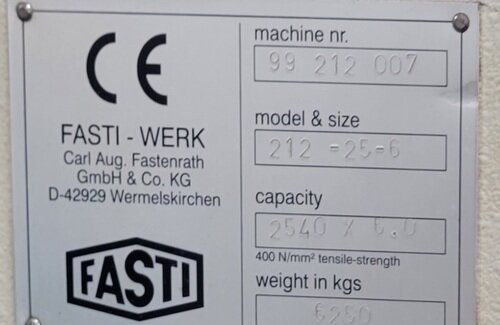 CE
FASTI - WERK
Carl Aug. Fastenrath
GmbH & Co. KG
D-42929 Wermelskirchen
FASTI
machine nr.
99 212 007
model & size
212 =25=6
capacity
2540 X 6.0
400 N/mm² tensile-strength
weight in kgs
6250